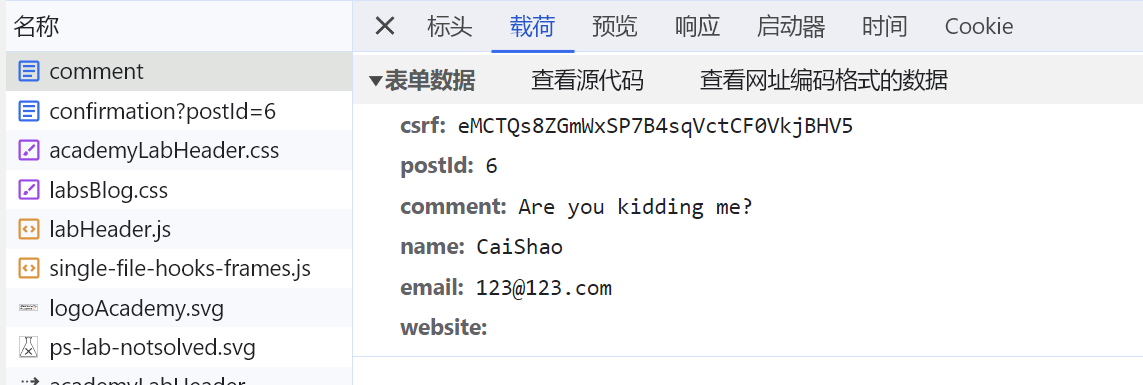 名称
comment
confirmation?postId=6
academyLabHeader.css
labsBlog.css
labHeader.js
single-file-hooks-frames.js
logoAcademy.svg
ps-lab-notsolved.svg
academyLabHeader
标头 载荷 预览 响应 启动器 时间 Cookie
表单数据 查看源代码 查看网址编码格式的数据
csrf: eMCTQs8ZGmWxSP7B4sqVctCF0VkjBHV5
postId: 6
comment: Are you kidding me?
name: CaiShao
email: 123@123.com
website: